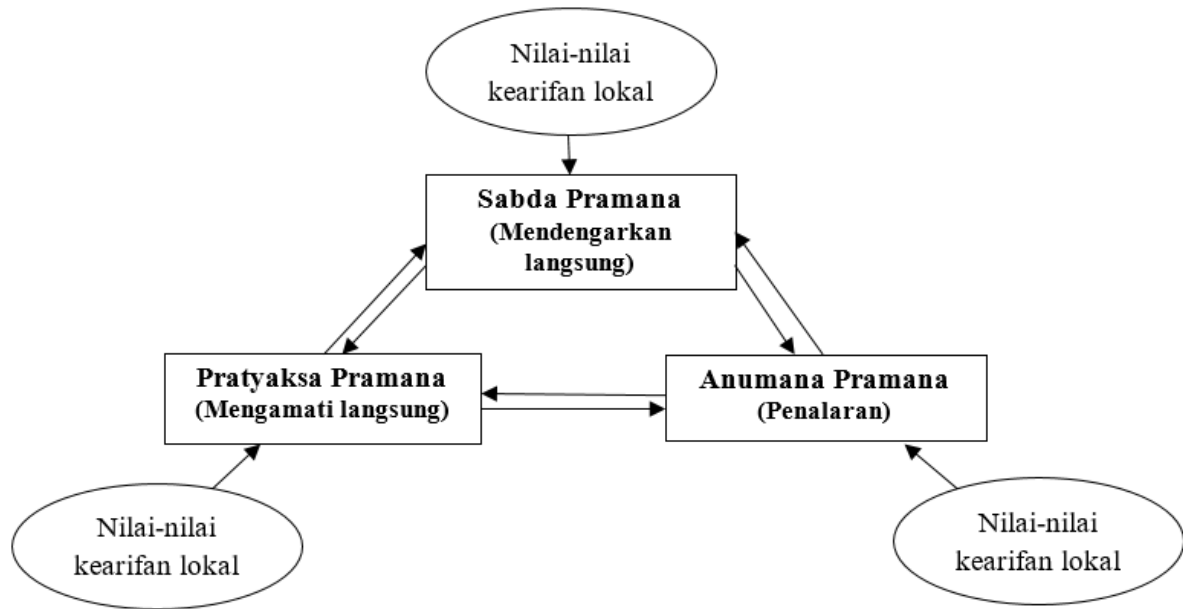 Nilai-nilai
kearifan lokal
Sabda Pramana
(Mendengarkan
langsung)
Pratyaksa Pramana
(Mengamati langsung)
Anumana Pramana
(Penalaran)
Nilai-nilai
kearifan lokal
Nilai-nilai
kearifan lokal